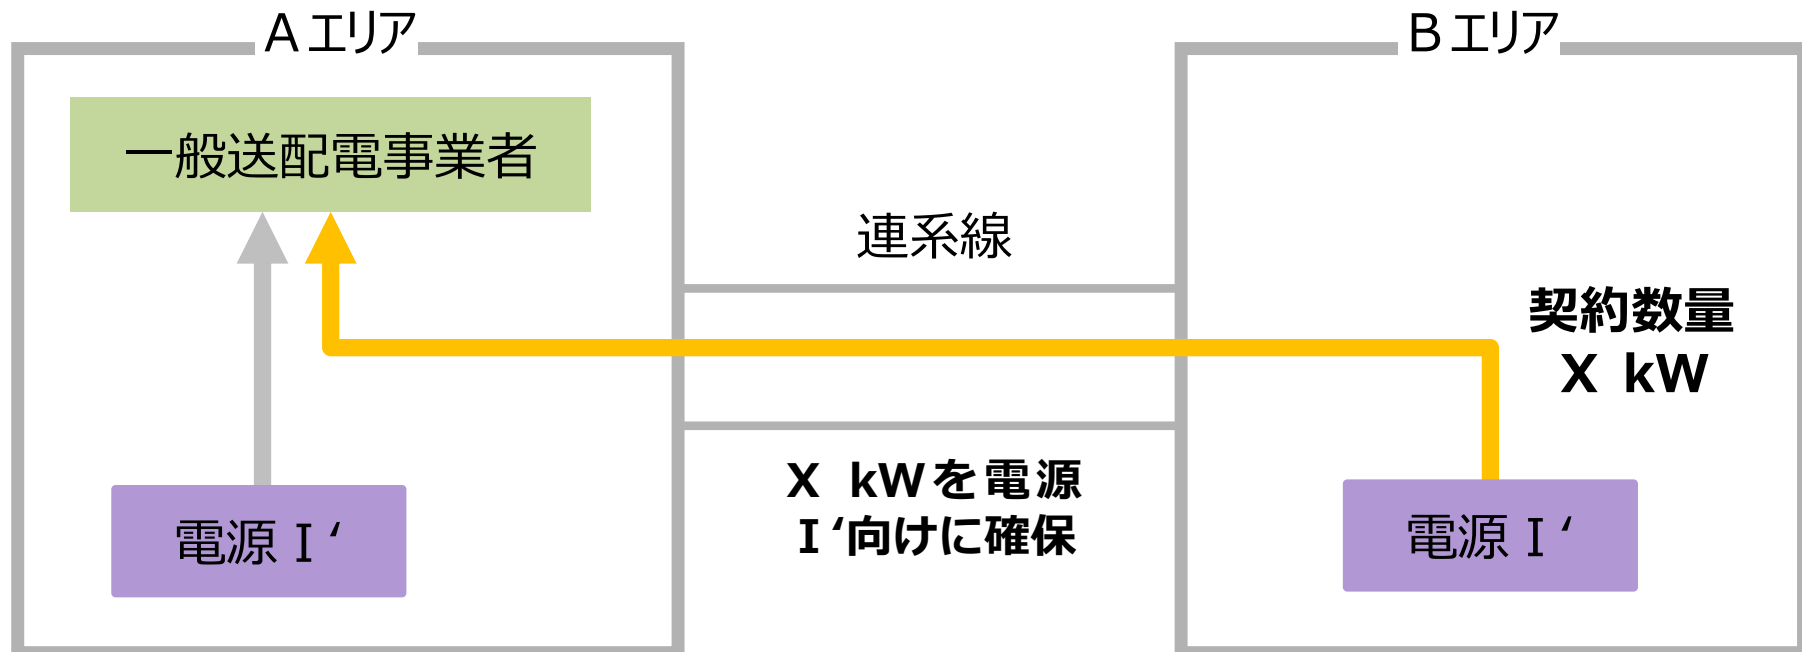 Aエリア
Bエリア
一般送配電事業者
連系線
契約数量
X kW
X kWを電源
Ⅰ‘向けに確保
電源Ⅰ‘
電源Ⅰ‘